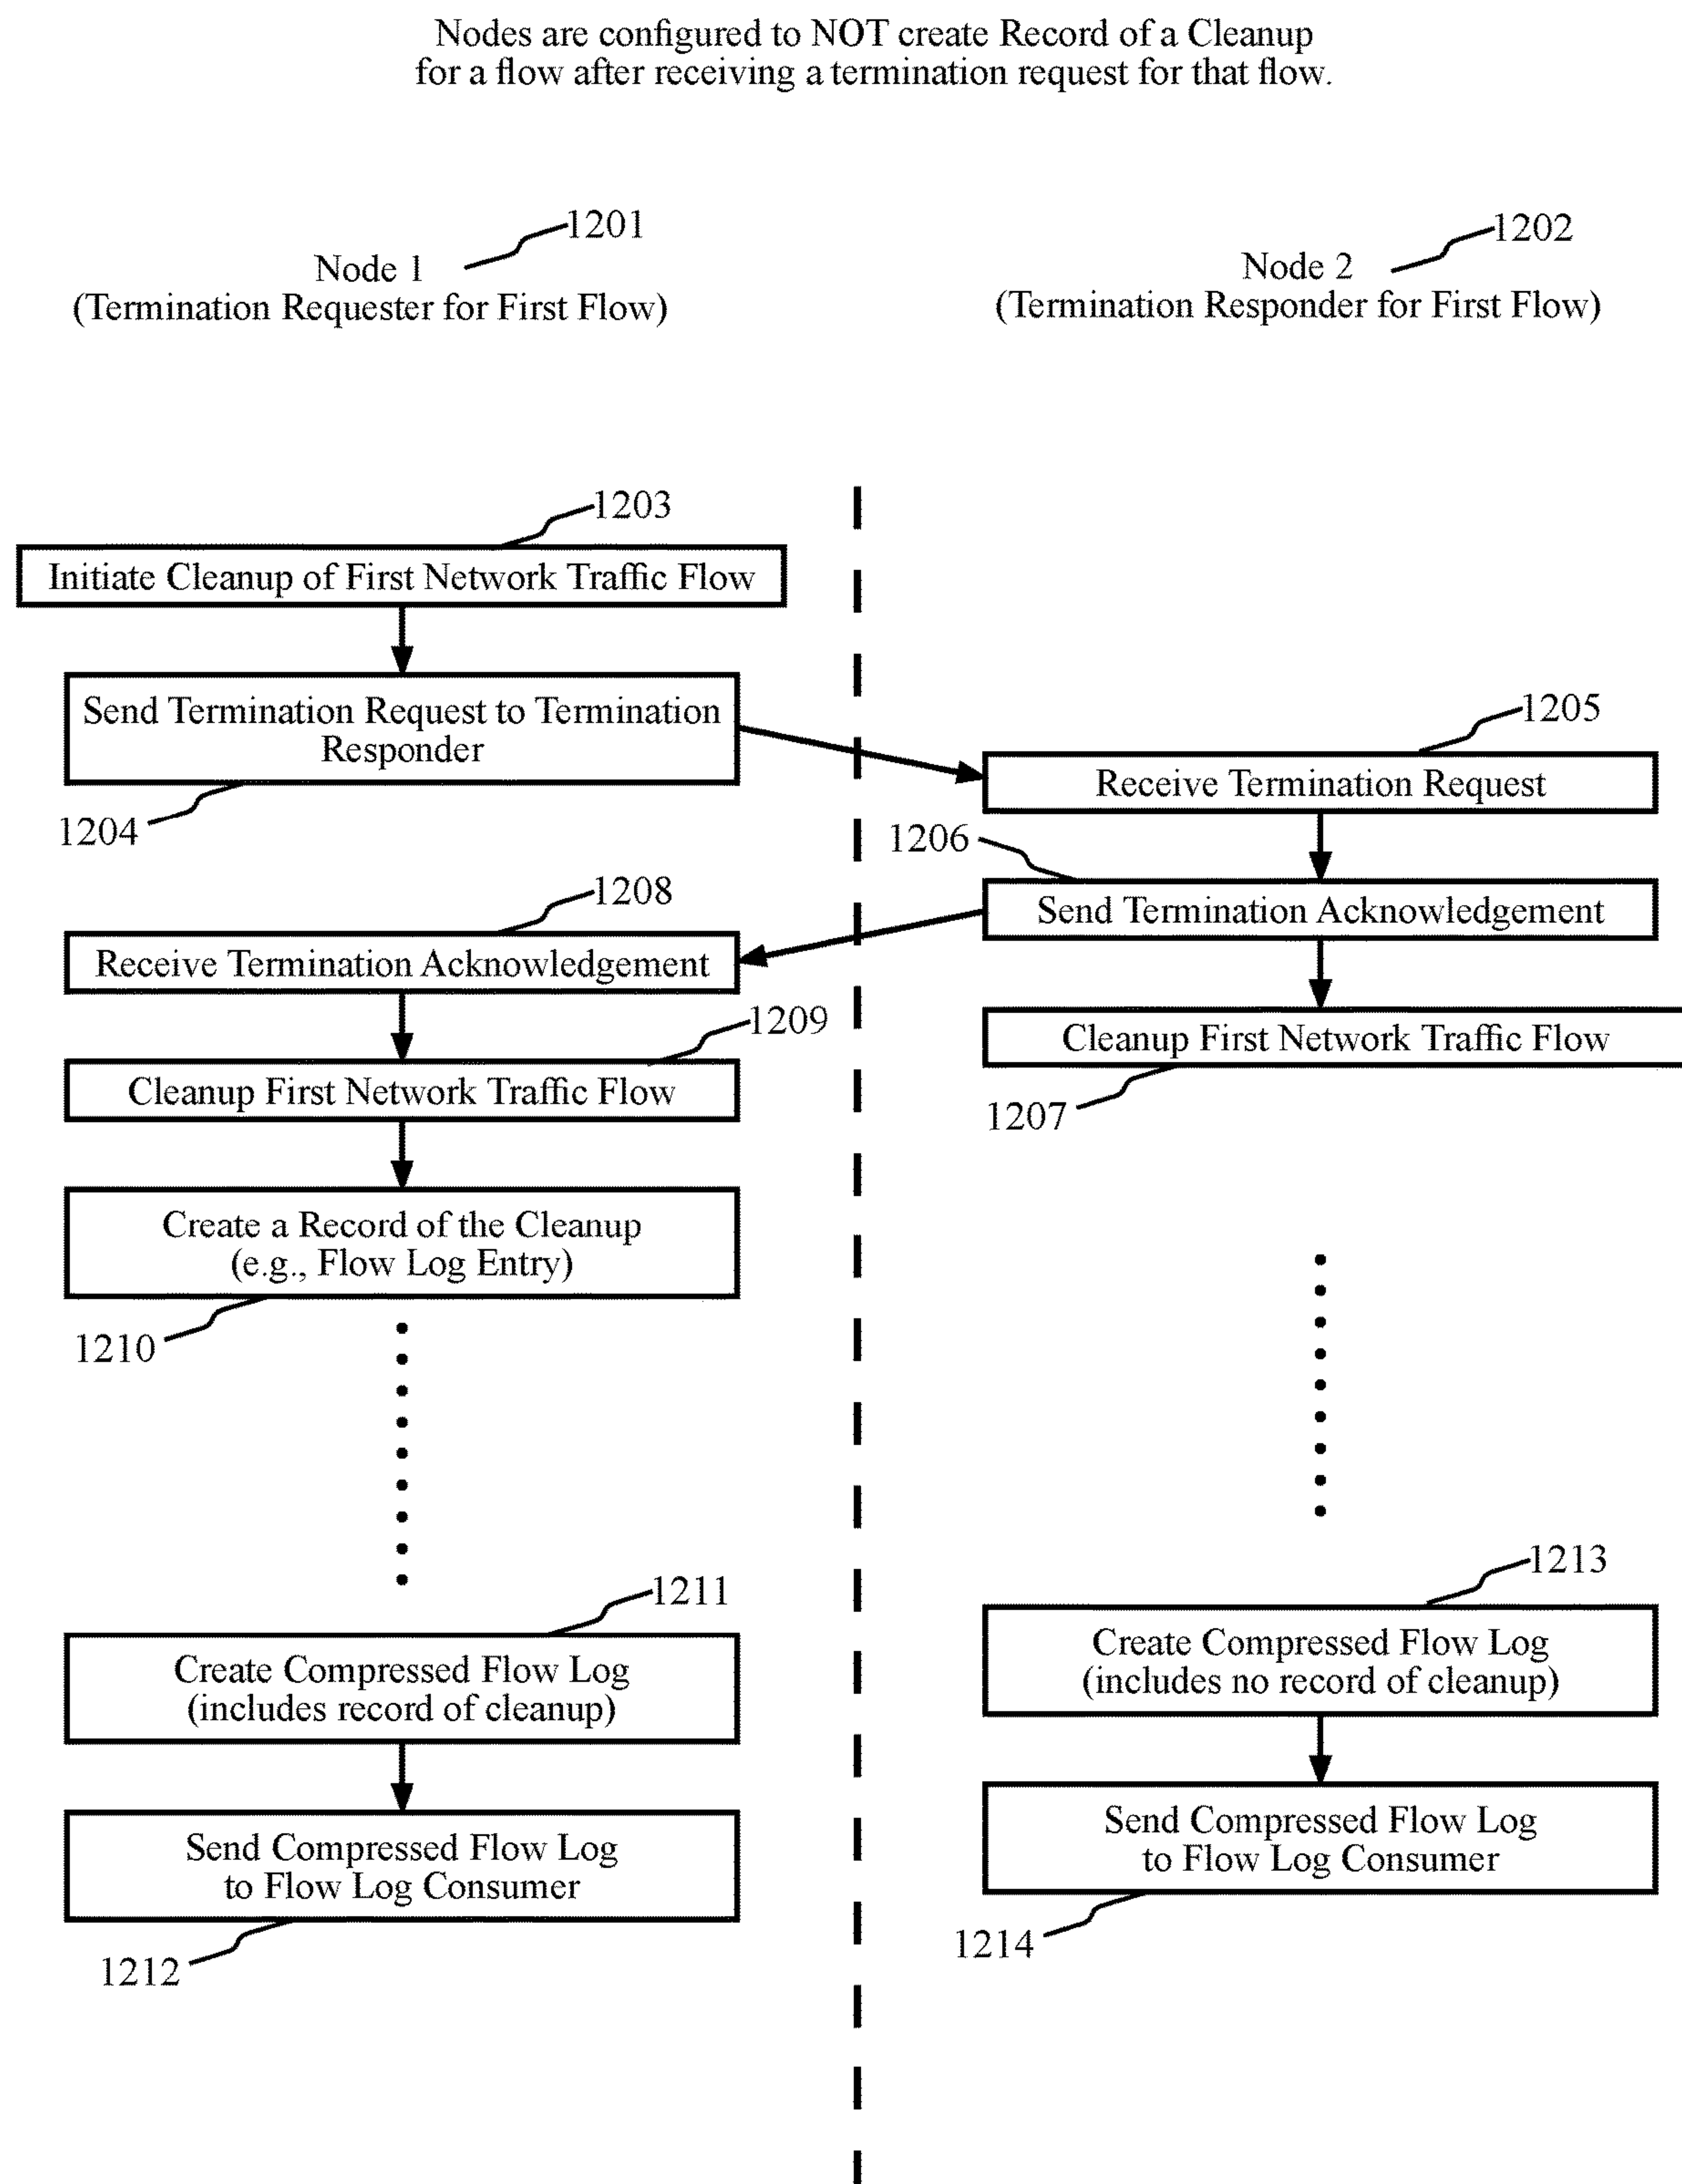 Nodes are configured to NOT create Record of a Cleanup
for a flow after receiving a termination request for that flow.
1201
Node 1
(Termination Requester for First Flow)
1202
Node 2
(Termination Responder for First Flow)
1203
Initiate Cleanup of First Network Traffic Flow
Send Termination Request to Termination
Responder
1204
1205
Receive Termination Request
1206
Send Termination Acknowledgement
1208
Receive Termination Acknowledgement
Cleanup First Network Traffic Flow
1207
1209
Cleanup First Network Traffic Flow
Create a Record of the Cleanup
(e.g., Flow Log Entry)
1210
1211
Create Compressed Flow Log
(includes record of cleanup)
Send Compressed Flow Log
to Flow Log Consumer
1212
1213
Create Compressed Flow Log
(includes no record of cleanup)
Send Compressed Flow Log
to Flow Log Consumer
1214